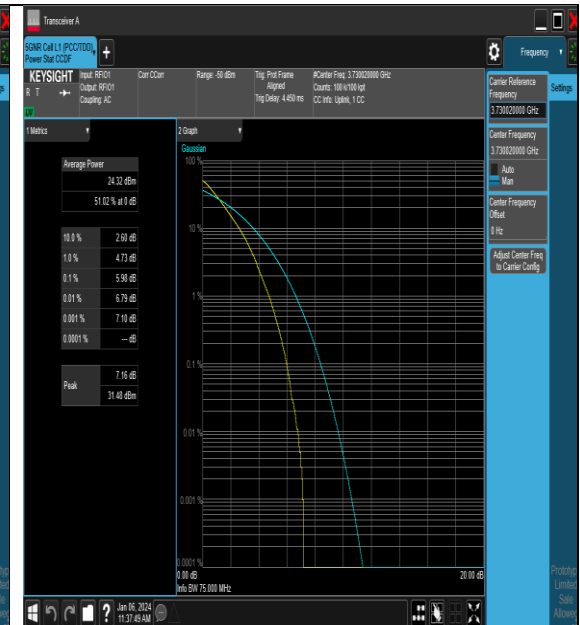 Transceiver A
5GNR Cell L1 (PCC/TDD),
Power Stat CCDF
+
Frequency
KEYSIGHT
R T
LV
Input: RFIO1
Output: RFIO1
Coupling: AC
Corr CCorr
Range: -50 dBm
Trig: Prot Frame
Aligned
Trig Delay: 4.450 ms
#Center Freq: 3.730020000 GHz
Counts: 100 k/100 kpt
CC Info: Uplink, 1 CC
Carrier Reference
Frequency
3.730020000 GHz
Settings
Center Frequency
3.730020000 GHz
Auto
Man
Center Frequency
Offset
0 Hz
Adjust Center Freq
to Carrier Config
1 Metrics
Average Power
24.32 dBm
51.02 % at 0 dB
10.0 % 2.60 dB
1.0 % 4.73 dB
0.1 % 5.98 dB
0.01 % 6.79 dB
0.001 % 7.10 dB
0.0001 % --- dB
Peak
7.16 dB
31.48 dBm
2 Graph
Gaussian
100 %
10 %
1 %
0.1 %
0.01 %
0.001 %
0.0001 %
0.00 dB
20.00 dB
Info BW 75.000 MHz
?
Jan 06, 2024
11:37:49 AM